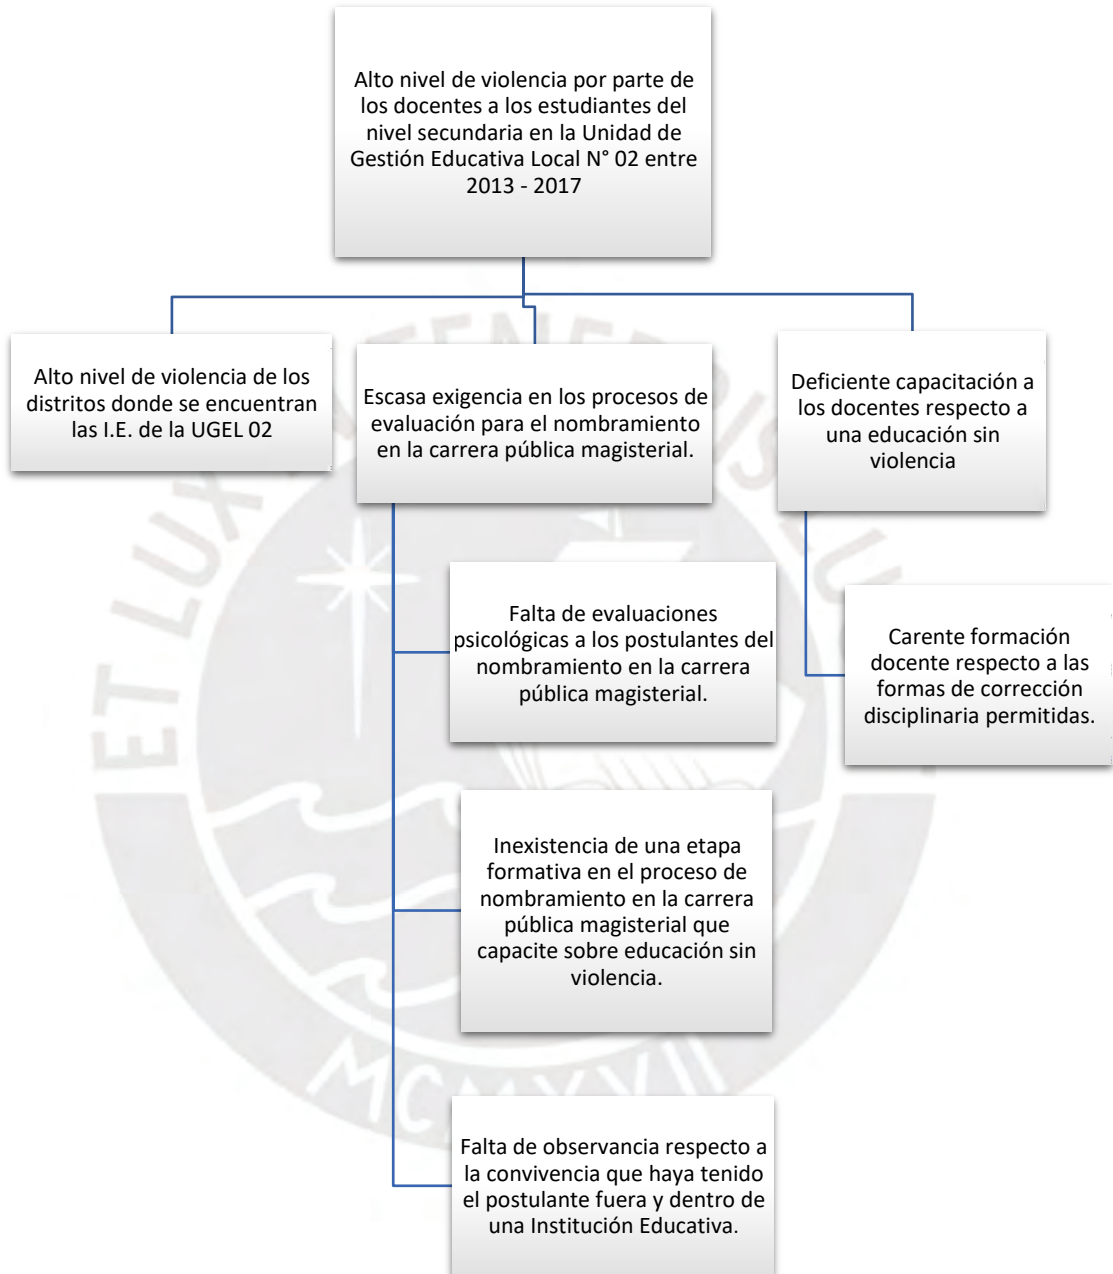 Alto nivel de violencia por parte de
los docentes a los estudiantes del
nivel secundaria en la Unidad de
Gestión Educativa Local N° 02 entre
2013 - 2017
Alto nivel de violencia de los
distritos donde se encuentran
las I.E. de la UGEL 02
Escasa exigencia en los procesos de
evaluación para el nombramiento
en la carrera pública magisterial.
Deficiente capacitación a
los docentes respecto a
una educación sin
violencia
Falta de evaluaciones
psicológicas a los postulantes del
nombramiento en la carrera
pública magisterial.
Carente formación
docente respecto a las
formas de corrección
disciplinaria permitidas.
Inexistencia de una etapa
formativa en el proceso de
nombramiento en la carrera
pública magisterial que
capacite sobre educación sin
violencia.
Falta de observancia respecto a
la convivencia que haya tenido
el postulante fuera y dentro de
una Institución Educativa.
ET LUX
MCMXVII